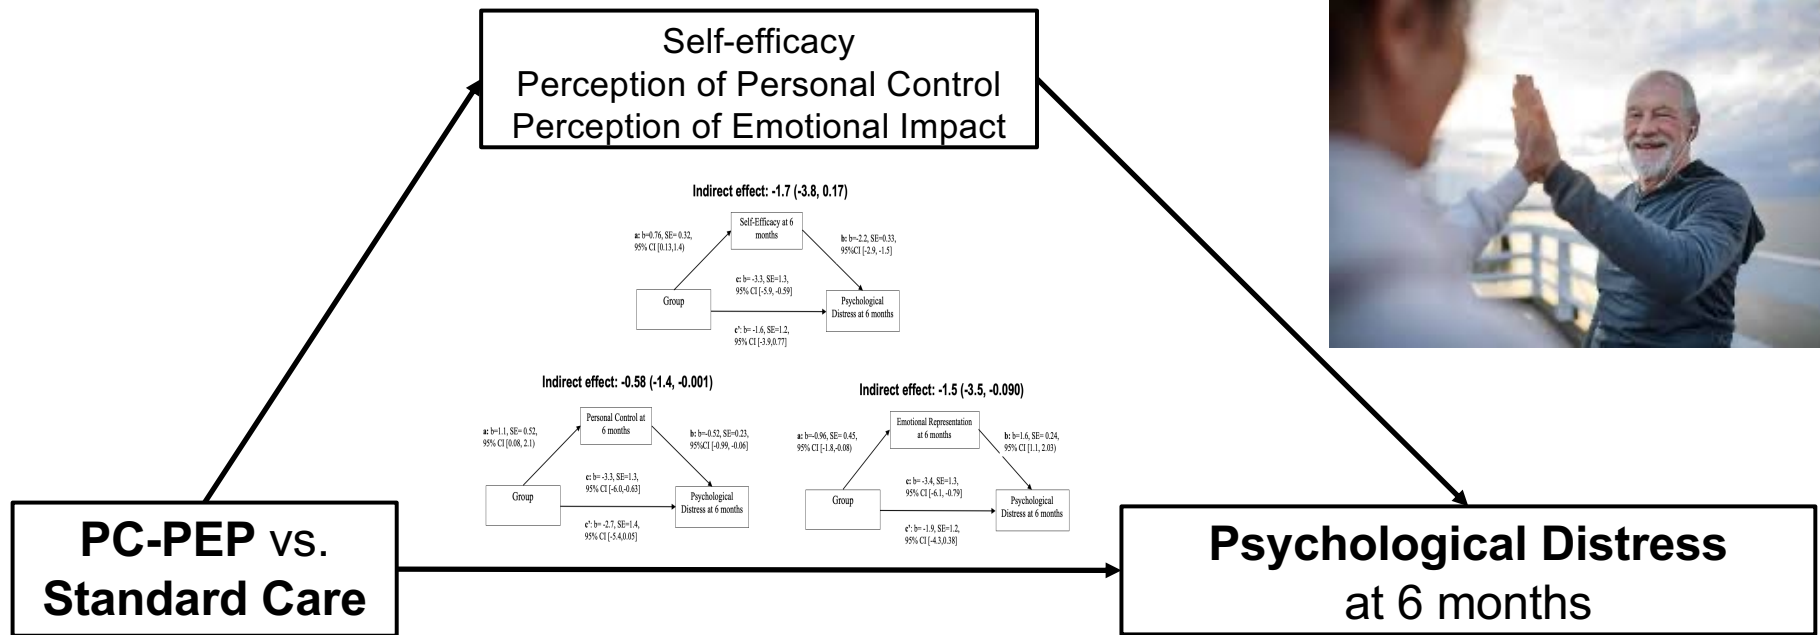 Self-efficacy
Perception of Personal Control
Perception of Emotional Impact
Indirect effect: -1.7 (-3.8, 0.17)
Self-Efficacy at 6
months
a: b=0.76, SE= 0.32,
95% CI [0.13,1.4)
b: b=-2.2, SE=0.33,
95%CI [-2.9, -1.5]
c: b= -3.3, SE=1.3,
95% CI [-5.9, -0.59]
Group
Psychological
Distress at 6 months
c': b= -1.6, SE=1.2,
95% CI [-3.9,0.77]
Indirect effect: -0.58 (-1.4, -0.001)
Personal Control at
6 months
a: b=1.1, SE= 0.52,
95% CI [0.08, 2.1)
b: b=-0.52, SE=0.23,
95%CI [-0.99, -0.06]
c: b= -3.3, SE=1.3,
95% CI [-6.0,-0.63]
Group
Psychological
Distress at 6 months
c': b= -2.7, SE=1.4,
95% CI [-5.4,0.05]
Indirect effect: -1.5 (-3.5, -0.090)
Emotional Representation
at 6 months
a: b=-0.96, SE= 0.45,
95% CI [-1.8,-0.08)
b: b=1.6, SE= 0.24,
95% CI [1.1, 2.03)
c: b= -3.4, SE=1.3,
95% CI [-6.1, -0.79]
Group
Psychological
Distress at 6 months
c': b= -1.9, SE=1.2,
95% CI [-4.3,0.38]
PC-PEP vs.
Standard Care
Psychological Distress
at 6 months